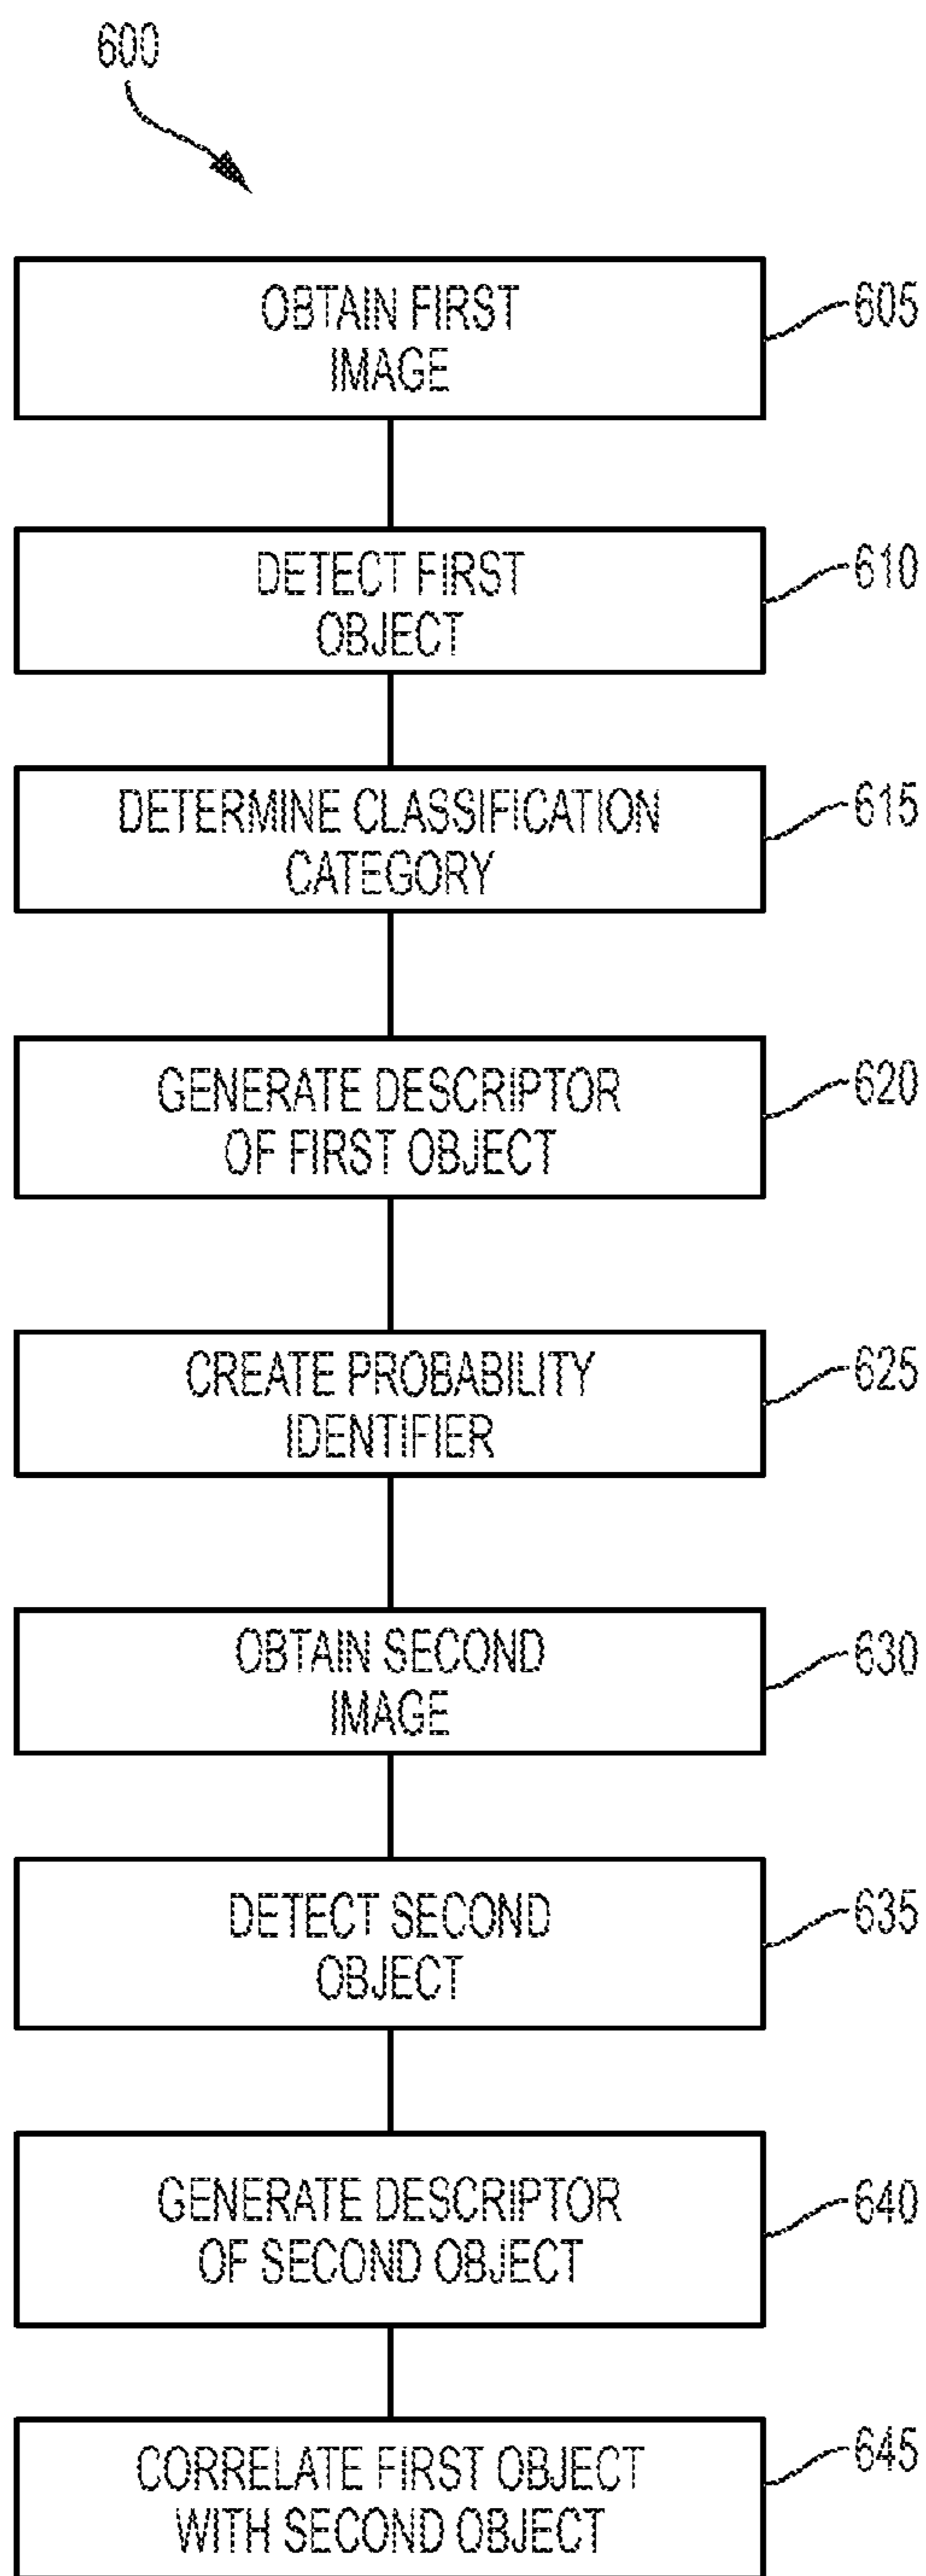 600
OBTAIN FIRST
IMAGE
605
DETECT FIRST
OBJECT
610
DETERMINE CLASSIFICATION
CATEGORY
615
GENERATE DESCRIPTOR
OF FIRST OBJECT
620
CREATE PROBABILITY
IDENTIFIER
625
OBTAIN SECOND
IMAGE
630
DETECT SECOND
OBJECT
635
GENERATE DESCRIPTOR
OF SECOND OBJECT
640
CORRELATE FIRST OBJECT
WITH SECOND OBJECT
645